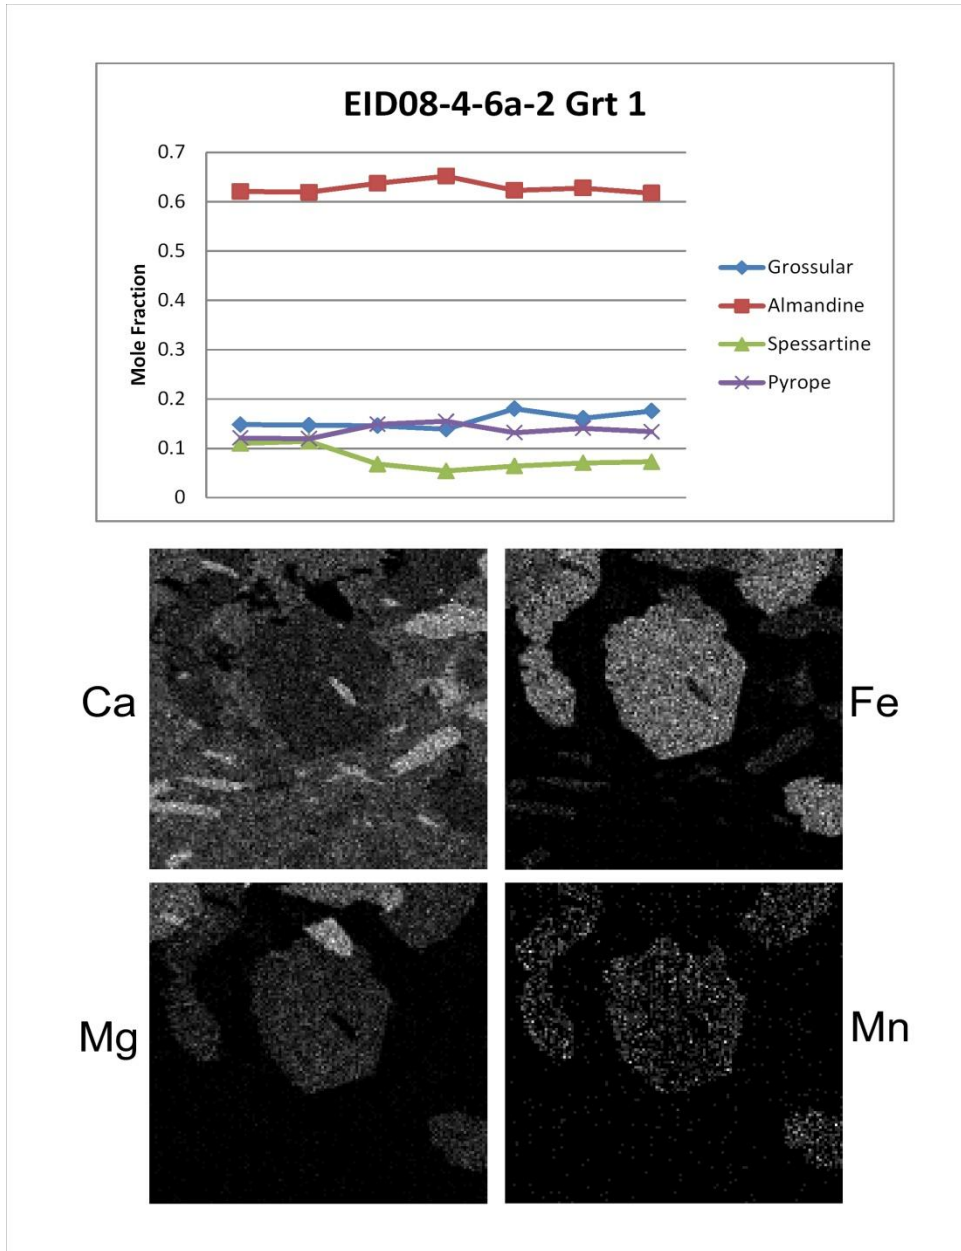 EID08-4-6a-2 Grt 1
0.7
0.6
0.5
0.4
0.3
0.2
0.1
0
Mole Fraction
Grossular
Almandine
Spessartine
Pyrope
Ca
Fe
Mg
Mn